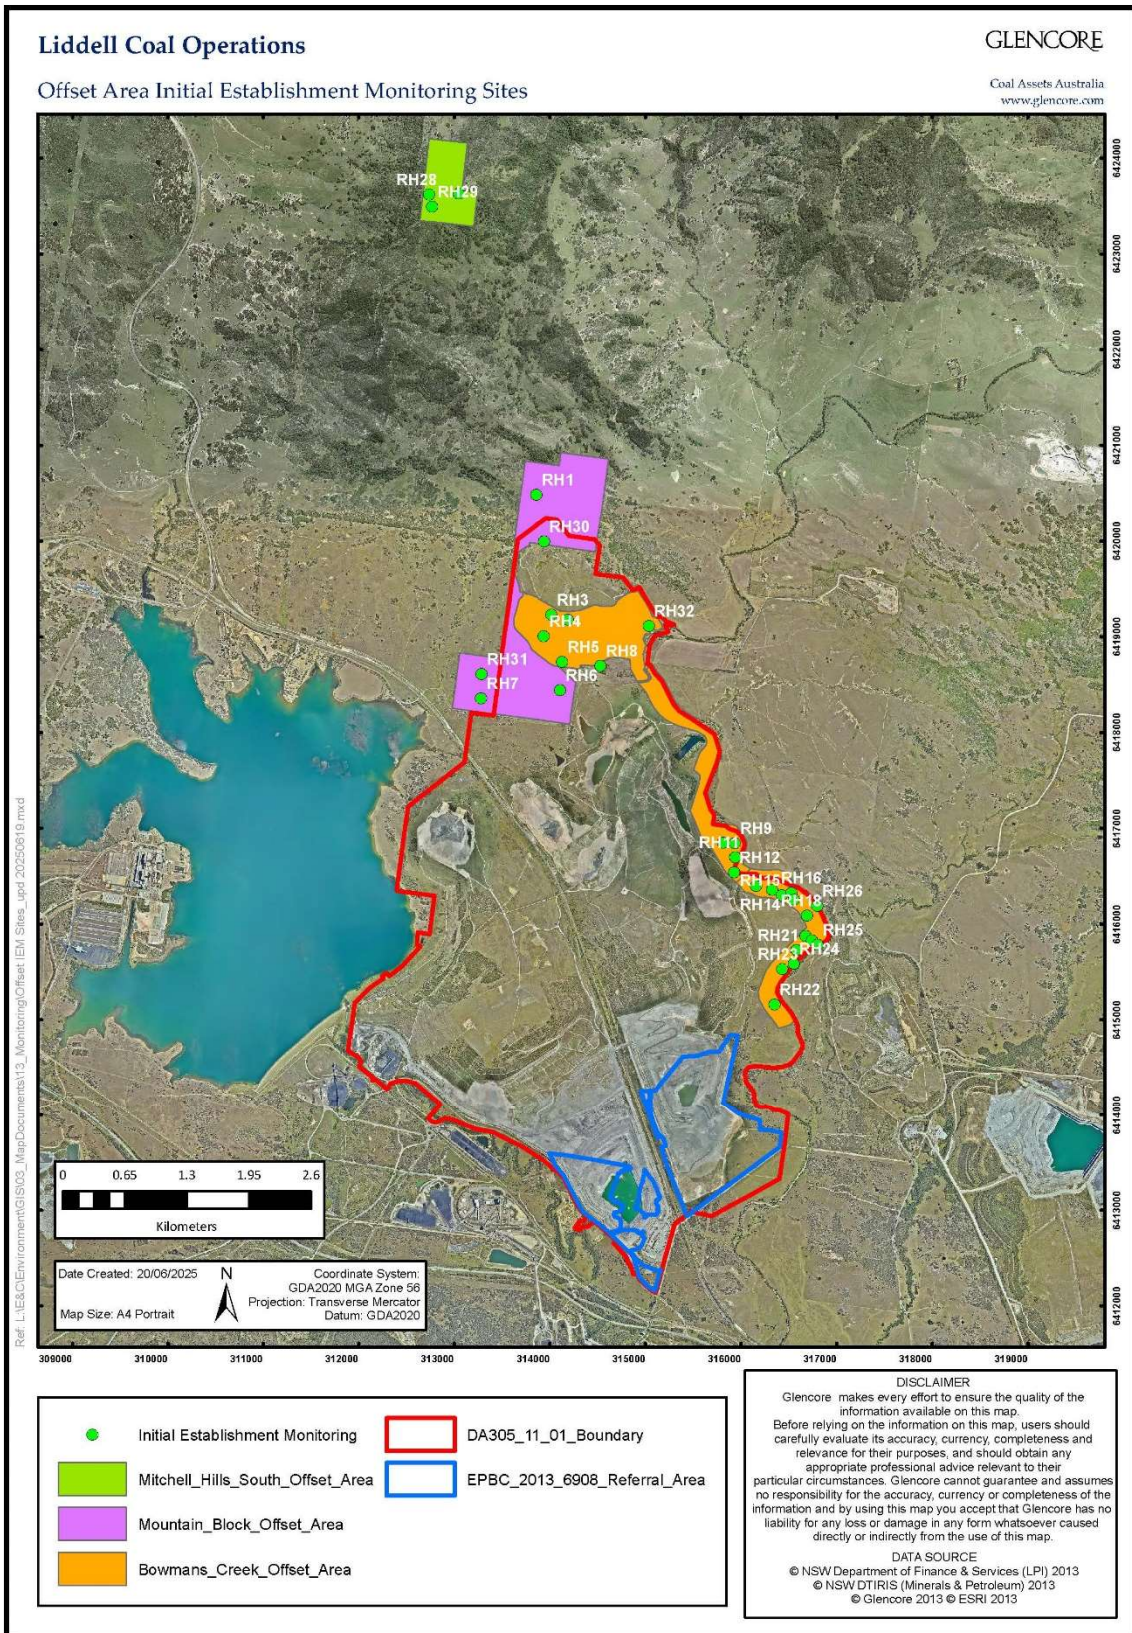 Liddell Coal Operations
GLENCORE
Offset Area Initial Establishment Monitoring Sites
Coal Assets Australia
www.glencore.com
RH28
RH29
RH1
RH30
RH3
RH4
RH32
RH5
RH8
RH31
RH6
RH7
RH9
RH11
RH12
RH15
RH16
RH14
RH18
RH26
RH21
RH25
RH23
RH24
RH22
6424000
6423000
6422000
6421000
6420000
6419000
6418000
6417000
6416000
6415000
6414000
6413000
6412000
309000
310000
311000
312000
313000
314000
315000
316000
317000
318000
319000
0 0.65 1.3 1.95 2.6
Kilometers
Date Created: 20/06/2025
Map Size: A4 Portrait
N
Coordinate System:
GDA2020 MGA Zone 56
Projection: Transverse Mercator
Datum: GDA2020
Ref: L:\E&C\Environment\GIS\03_MapDocuments\13_Monitoring\Offset IEM Sites_upd 20250619.mxd
Initial Establishment Monitoring
Mitchell_Hills_South_Offset_Area
Mountain_Block_Offset_Area
Bowmans_Creek_Offset_Area
DA305_11_01_Boundary
EPBC_2013_6908_Referral_Area
DISCLAIMER
Glencore makes every effort to ensure the quality of the
information available on this map.
Before relying on the information on this map, users should
carefully evaluate its accuracy, currency, completeness and
relevance for their purposes, and should obtain any
appropriate professional advice relevant to their
particular circumstances. Glencore cannot guarantee and assumes
no responsibility for the accuracy, currency or completeness of the
information and by using this map you accept that Glencore has no
liability for any loss or damage in any form whatsoever caused
directly or indirectly from the use of this map.
DATA SOURCE
© NSW Department of Finance & Services (LPI) 2013
© NSW DTIRIS (Minerals & Petroleum) 2013
© Glencore 2013 © ESRI 2013